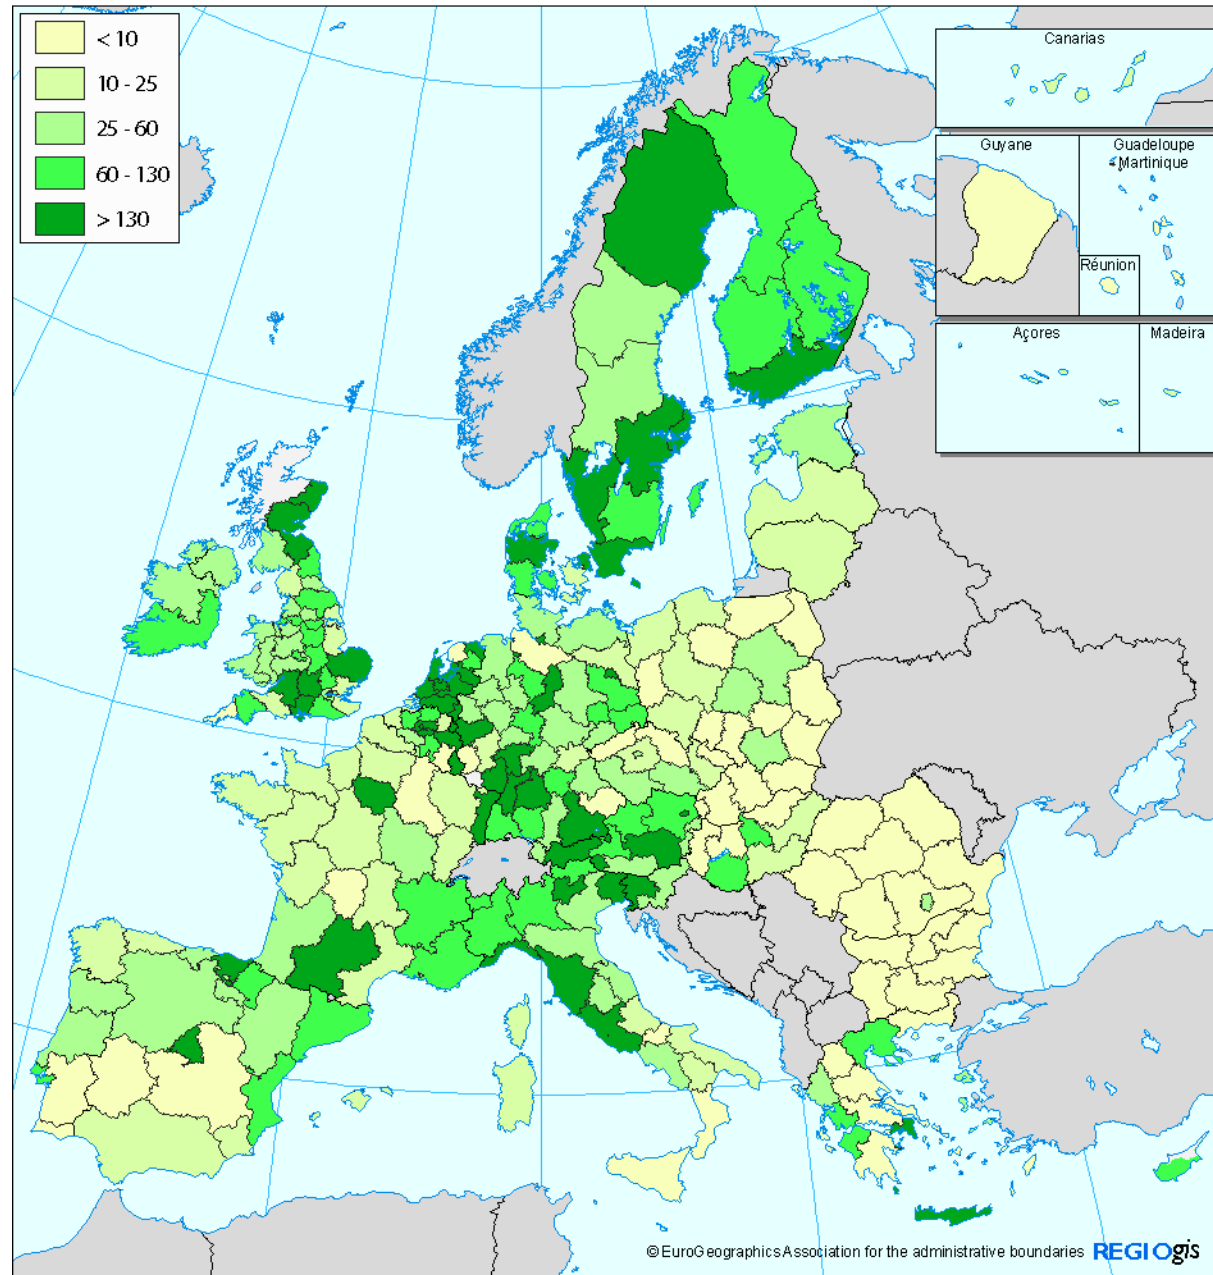 < 10
10 - 25
25 - 60
60 - 130
> 130
Canarias
Guyane
Guadeloupe
Martinique
Réunion
Açores
Madeira
© EuroGeographics Association for the administrative boundaries REGIOgis